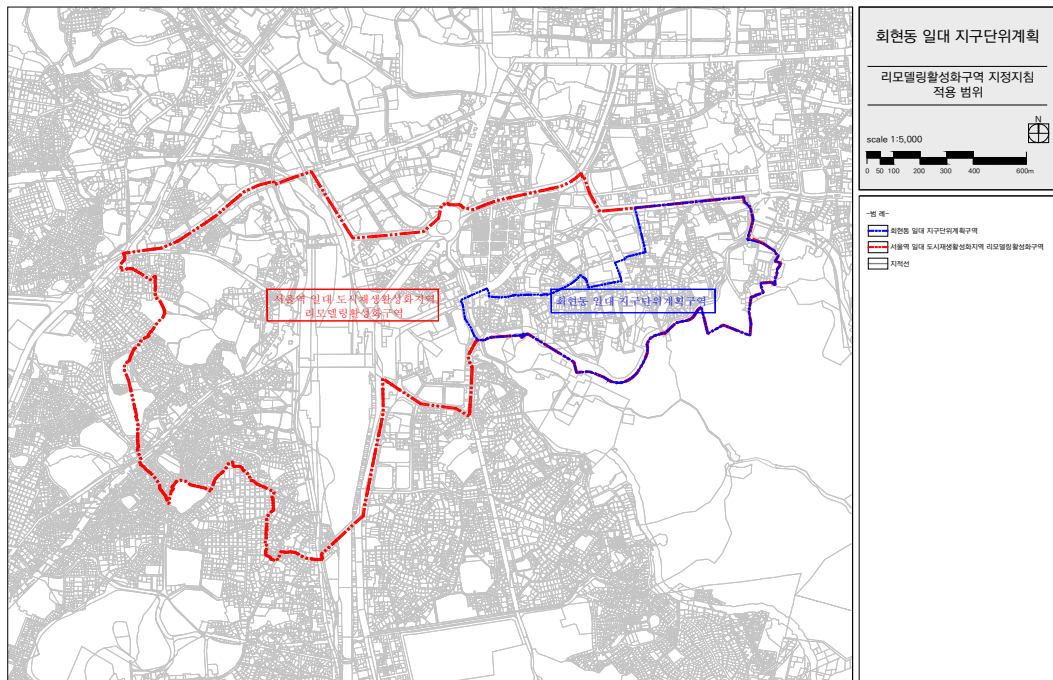 회현동 일대 지구단위계획
리모델링활성화구역 지정지침
적용 범위
N
scale 1:5,000
0 50 100 200 300 400 600m
-범 례-
회현동 일대 지구단위계획구역
서울역 일대 도시재생활성화지역 리모델링활성화구역
지적선
서울역 일대 도시재생활성화지역
리모델링활성화구역
회현동 일대 지구단위계획구역